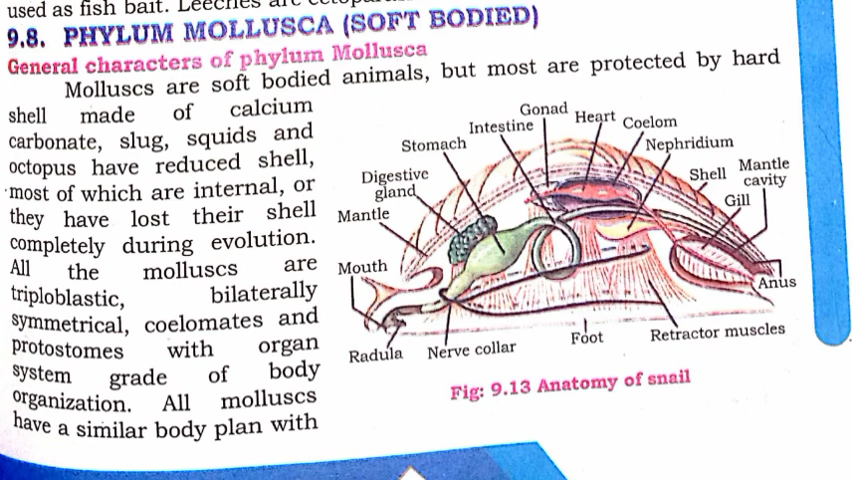 used as fish bait. Leeches are
9.8. PHYLUM MOLLUSCA (SOFT BODIED)
General characters of phylum Mollusca
Molluscs are soft bodied animals, but most are protected by hard
shell made of calcium
carbonate, slug, squids and
octopus have reduced shell,
most of which are internal, or
they have lost their shell
completely during evolution.
All the molluscs are
triploblastic, bilaterally
symmetrical, coelomates and
protostomes with organ
system grade of body
organization. All molluscs
have a similar body plan with
Gonad
Heart
Coelom
Intestine
Stomach
Nephridium
Digestive
gland
Shell
Mantle
cavity
Gill
Mantle
Mouth
Anus
Radula
Nerve collar
Foot
Retractor muscles
Fig: 9.13 Anatomy of snail